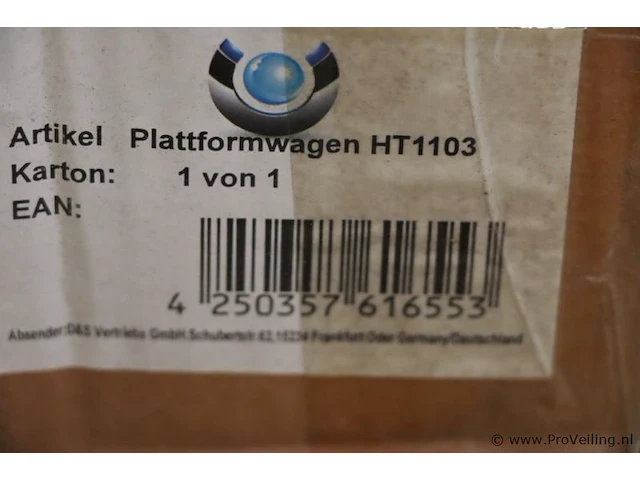 Artikel Plattformwagen HT1103
Karton: 1 von 1
EAN:
4 250357 616553
Absender:D&S Vertriebs GmbH.Schubertstr.62,15234 Frankfurt Oder Germany/Deutschland
© www.ProVeiling.nl